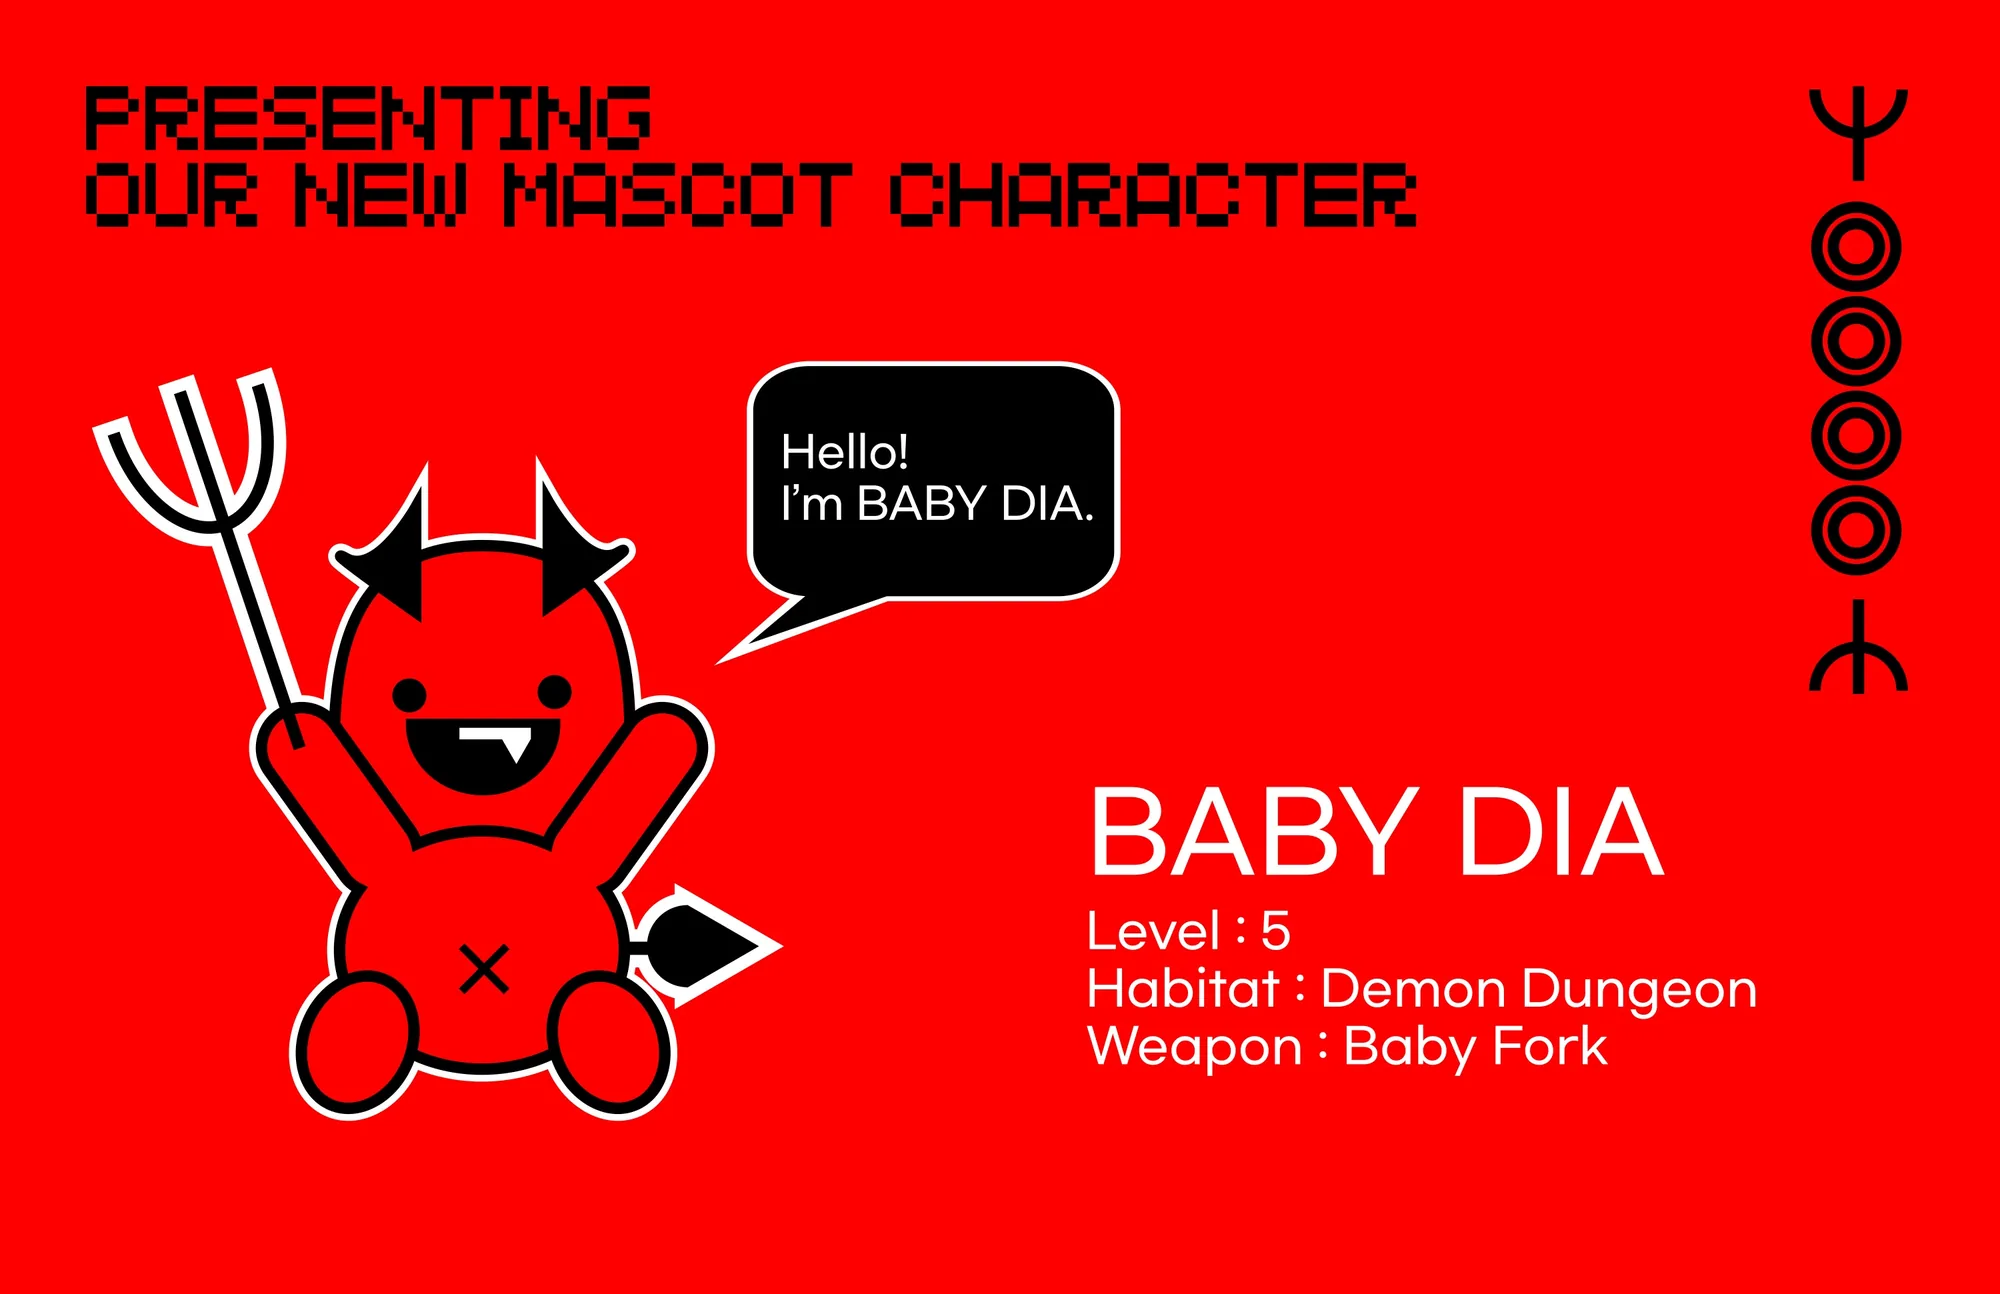 PRESENTING
OUR NEW MASCOT CHARACTER
Hello!
I’m BABY DIA.
BABY DIA
Level : 5
Habitat : Demon Dungeon
Weapon : Baby Fork